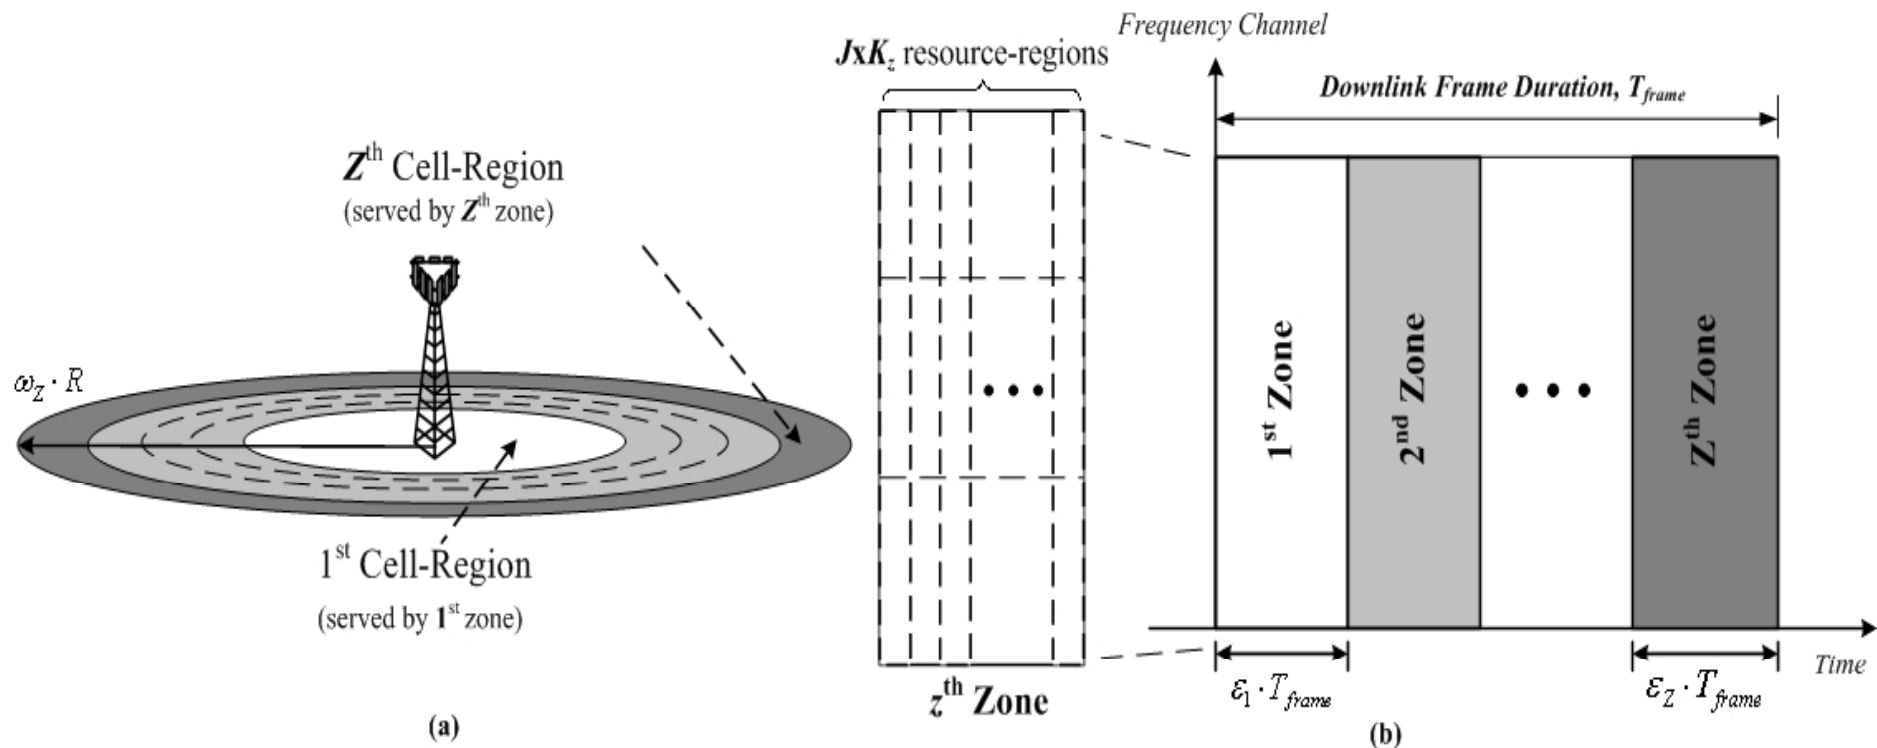 Z^th Cell-Region
(served by Z^th zone)
ω_Z · R
1^st Cell-Region
(served by 1^st zone)
(a)
JxK_z resource-regions
• • •
z^th Zone
Frequency Channel
Downlink Frame Duration, T_frame
1^st Zone
2^nd Zone
• • •
Z^th Zone
Time
ε_1 · T_frame
ε_Z · T_frame
(b)